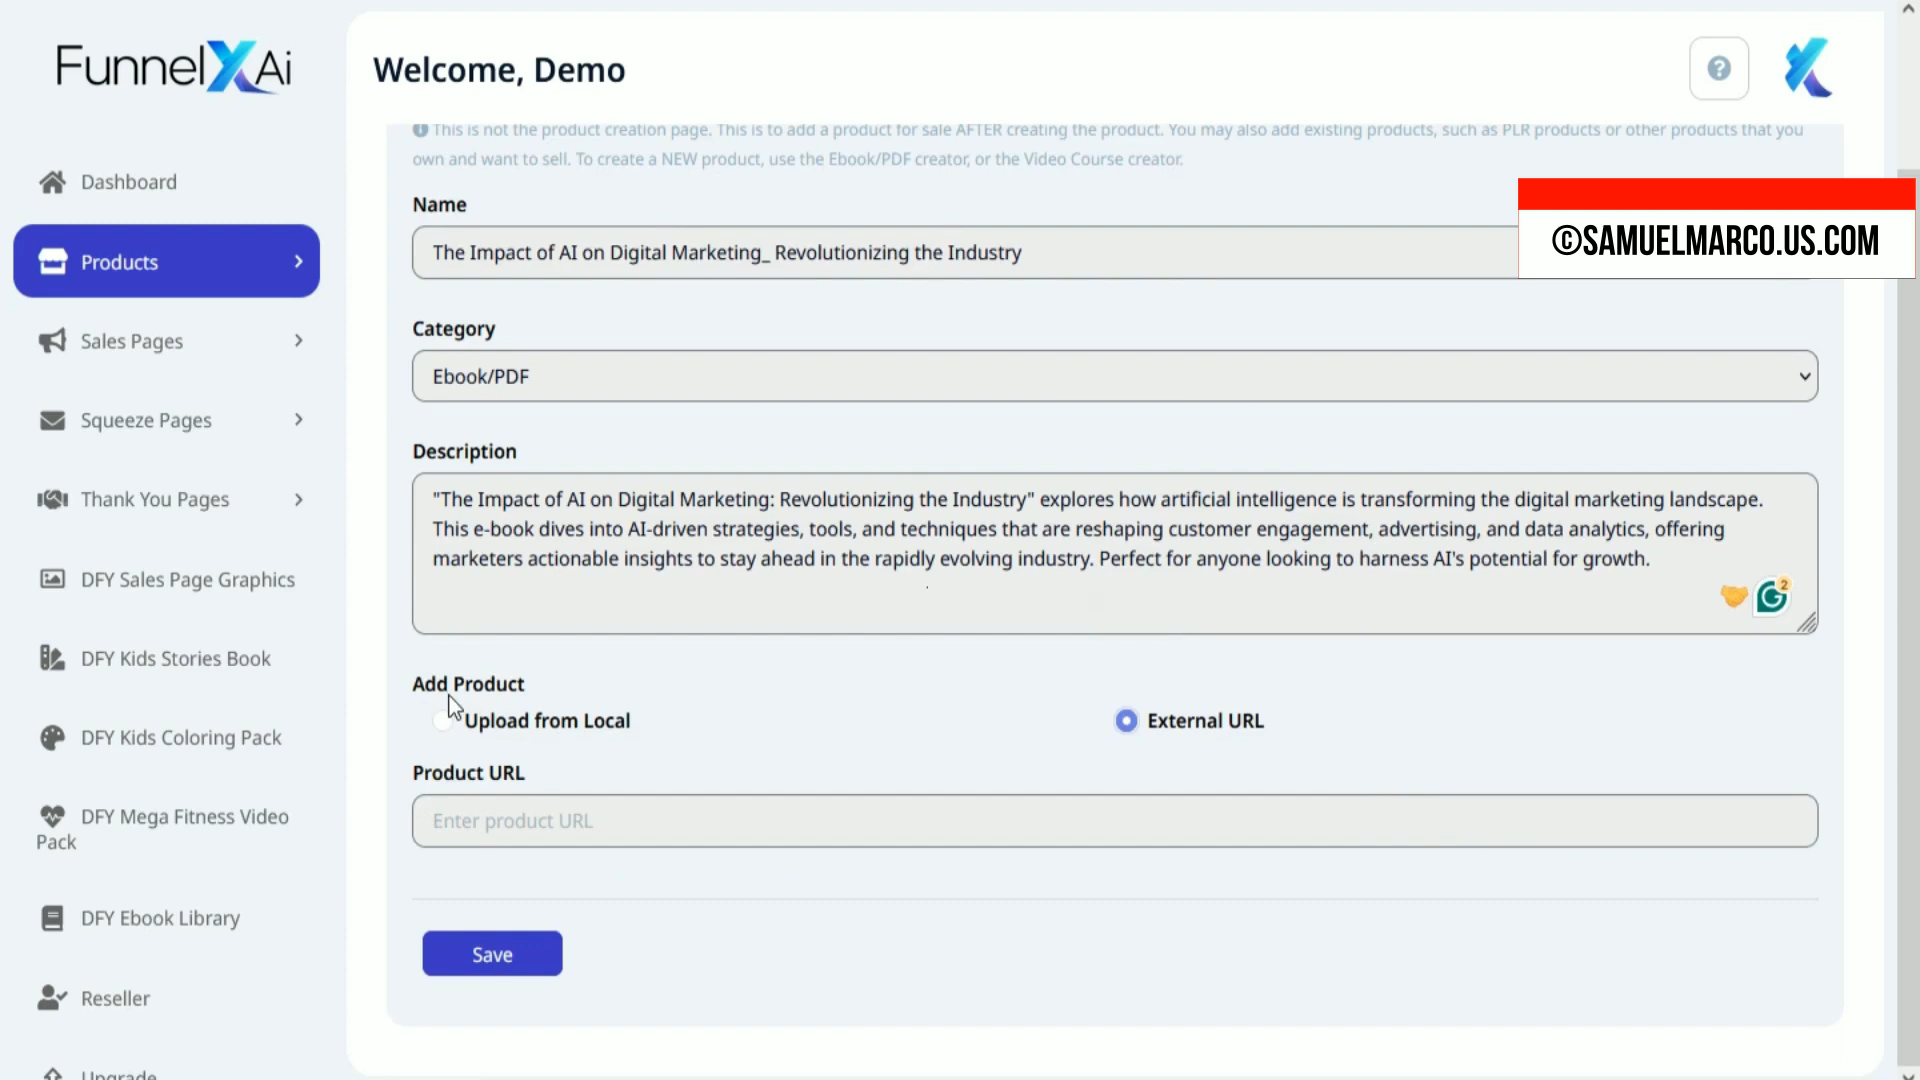 FunnelXAi
Welcome, Demo
This is not the product creation page. This is to add a product for sale AFTER creating the product. You may also add existing products, such as PLR products or other products that you
own and want to sell. To create a NEW product, use the Ebook/PDF creator, or the Video Course creator.
Dashboard
Products
Sales Pages
Squeeze Pages
Thank You Pages
DFY Sales Page Graphics
DFY Kids Stories Book
DFY Kids Coloring Pack
DFY Mega Fitness Video
Pack
DFY Ebook Library
Reseller
Upgrade
Name
The Impact of AI on Digital Marketing_ Revolutionizing the Industry
©SAMUELMARCO.US.COM
Category
Ebook/PDF
Description
"The Impact of AI on Digital Marketing: Revolutionizing the Industry" explores how artificial intelligence is transforming the digital marketing landscape.
This e-book dives into AI-driven strategies, tools, and techniques that are reshaping customer engagement, advertising, and data analytics, offering
marketers actionable insights to stay ahead in the rapidly evolving industry. Perfect for anyone looking to harness AI's potential for growth.
2
Add Product
Upload from Local
External URL
Product URL
Enter product URL
Save